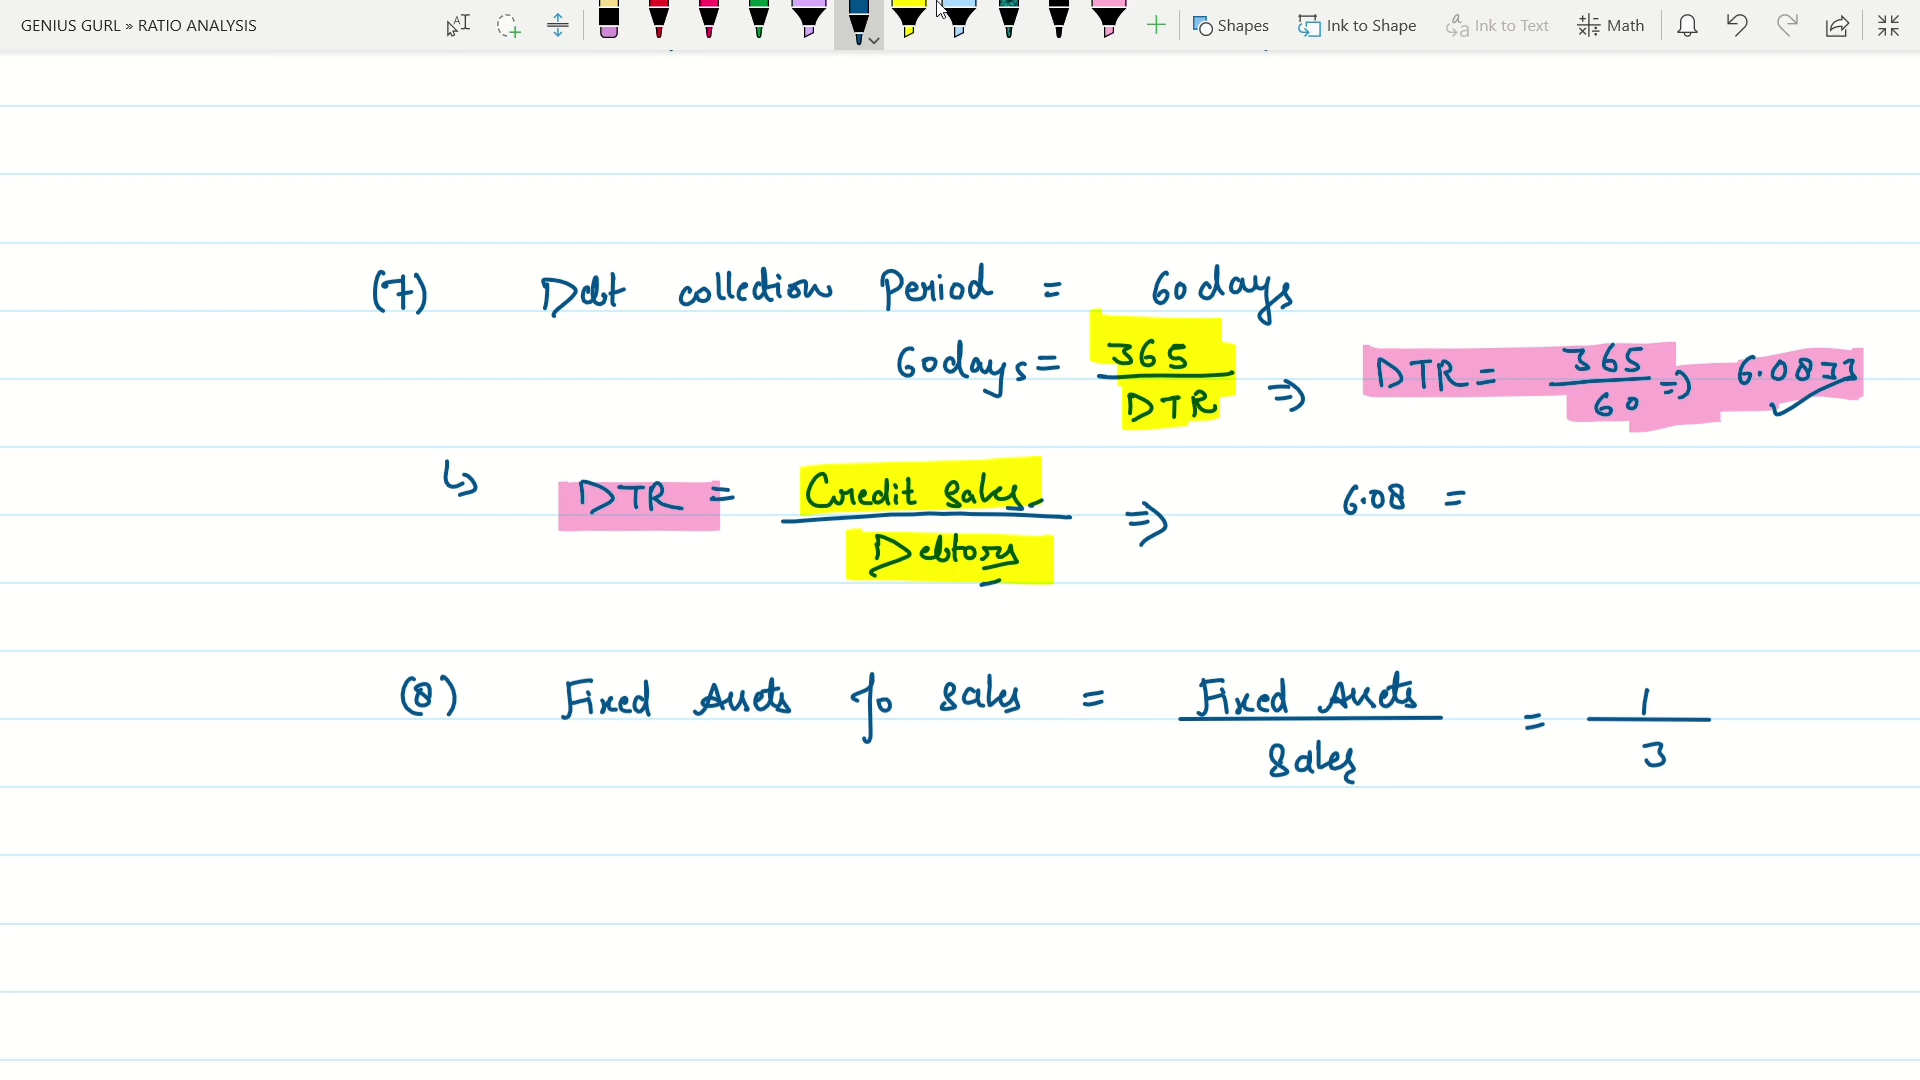 GENIUS GURL » RATIO ANALYSIS Shapes Link to Shape Link to Text Math
(7) Debt collection Period = 60 days
60 days = 365 / DTR ⇒ DTR = 365 / 60 ⇒ 6.0833 ✓
↳ DTR = Credit Sales / Debtors ⇒ 6.08 =
(8) Fixed Assets to Sales = Fixed Assets / Sales = 1 / 3